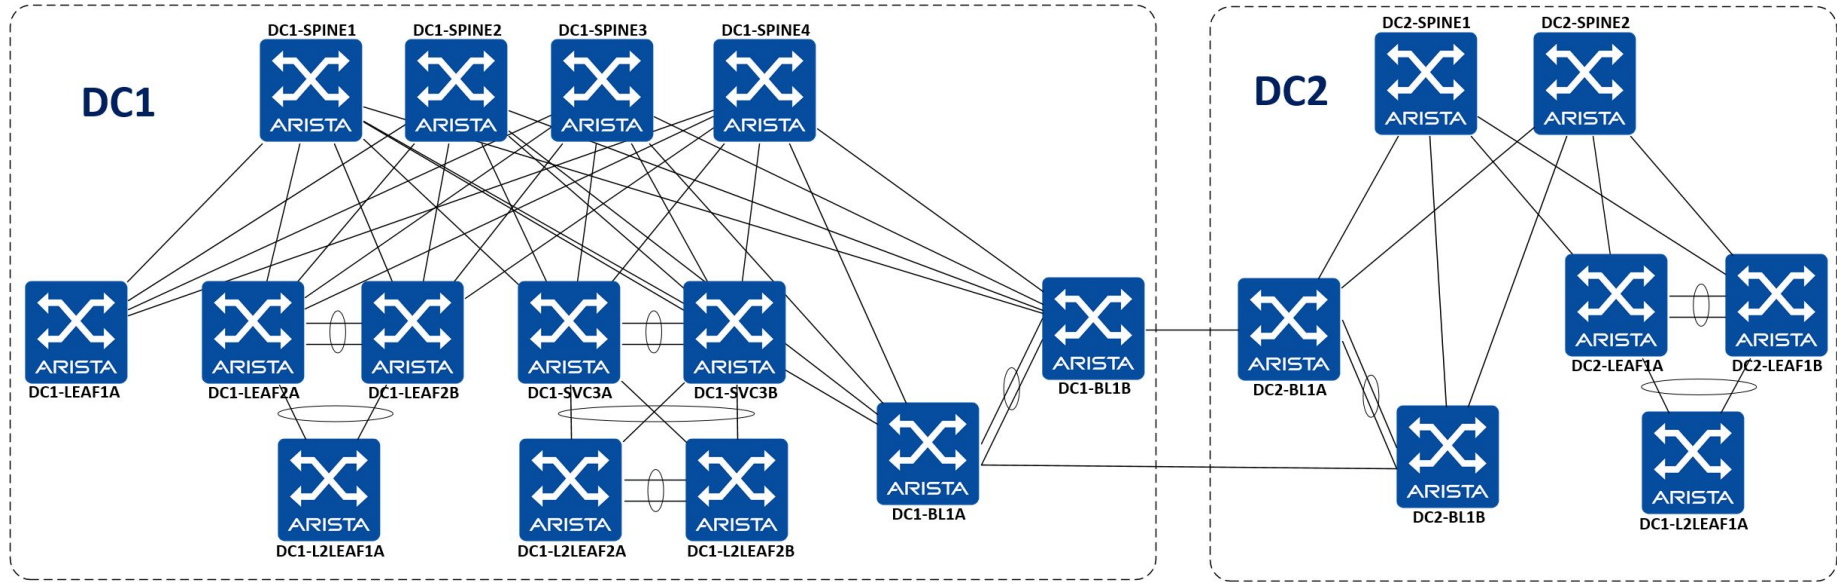 DC1-SPINE1 DC1-SPINE2 DC1-SPINE3 DC1-SPINE4
DC1
ARISTA ARISTA ARISTA ARISTA
ARISTA ARISTA ARISTA ARISTA ARISTA ARISTA
DC1-LEAF1A DC1-LEAF2A DC1-LEAF2B DC1-SVC3A DC1-SVC3B DC1-BL1B
ARISTA ARISTA ARISTA ARISTA
DC1-L2LEAF1A DC1-L2LEAF2A DC1-L2LEAF2B DC1-BL1A
DC2-SPINE1 DC2-SPINE2
DC2
ARISTA ARISTA
ARISTA ARISTA ARISTA
DC2-BL1A DC2-LEAF1A DC2-LEAF1B
ARISTA ARISTA
DC2-BL1B DC1-L2LEAF1A